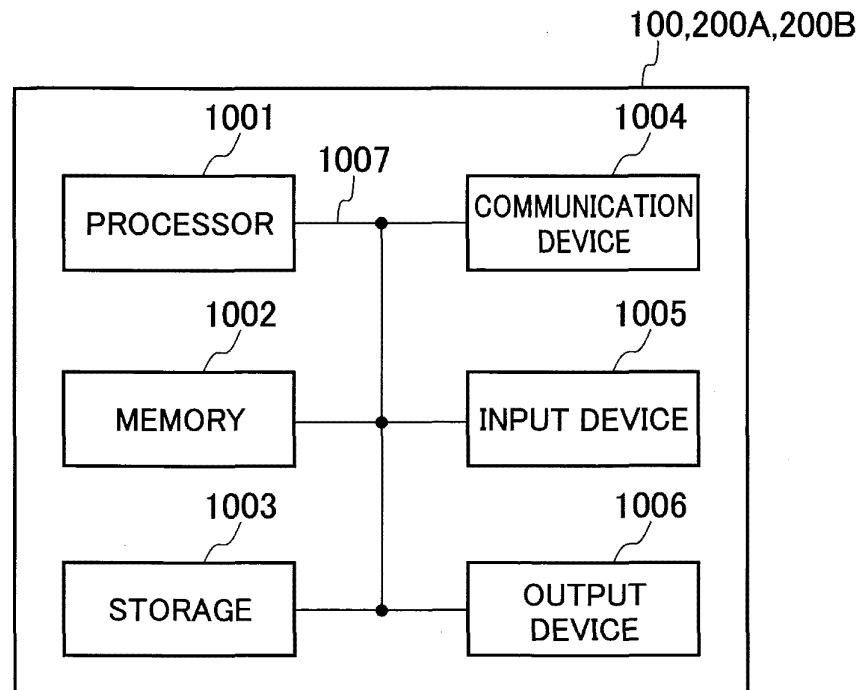 100,200A,200B
1001
1004
1007
PROCESSOR
COMMUNICATION
DEVICE
1002
1005
MEMORY
INPUT DEVICE
1003
1006
STORAGE
OUTPUT
DEVICE